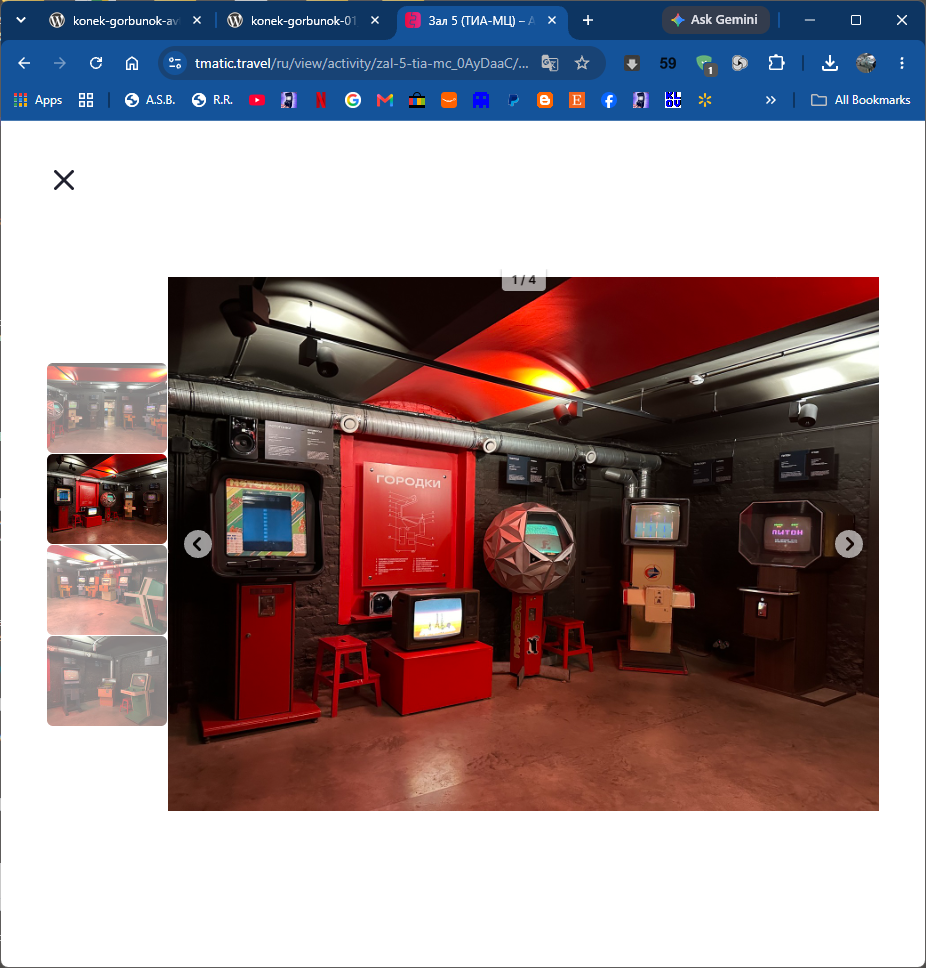 konek-gorbunok-av
konek-gorbunok-01
Зал 5 (ТИА-МЦ) – А
Ask Gemini
tmatic.travel/ru/view/activity/zal-5-tia-mc_0AyDaaC/...
59
1
Apps
A.S.B.
R.R.
All Bookmarks
1 / 4
ГОРОДКИ
ПИТОН